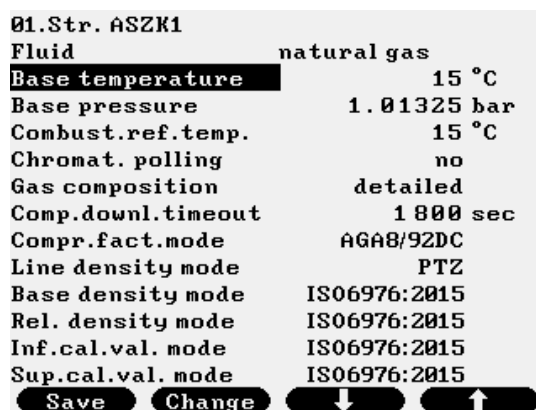 01.Str. ASZK1
Fluid natural gas
Base temperature 15 °C
Base pressure 1.01325 bar
Combust.ref.temp. 15 °C
Chromat. polling no
Gas composition detailed
Comp.downl.timeout 1800 sec
Compr.fact.mode AGA8/92DC
Line density mode PTZ
Base density mode ISO6976:2015
Rel. density mode ISO6976:2015
Inf.cal.val. mode ISO6976:2015
Sup.cal.val. mode ISO6976:2015
Save Change ⬇ ⬆